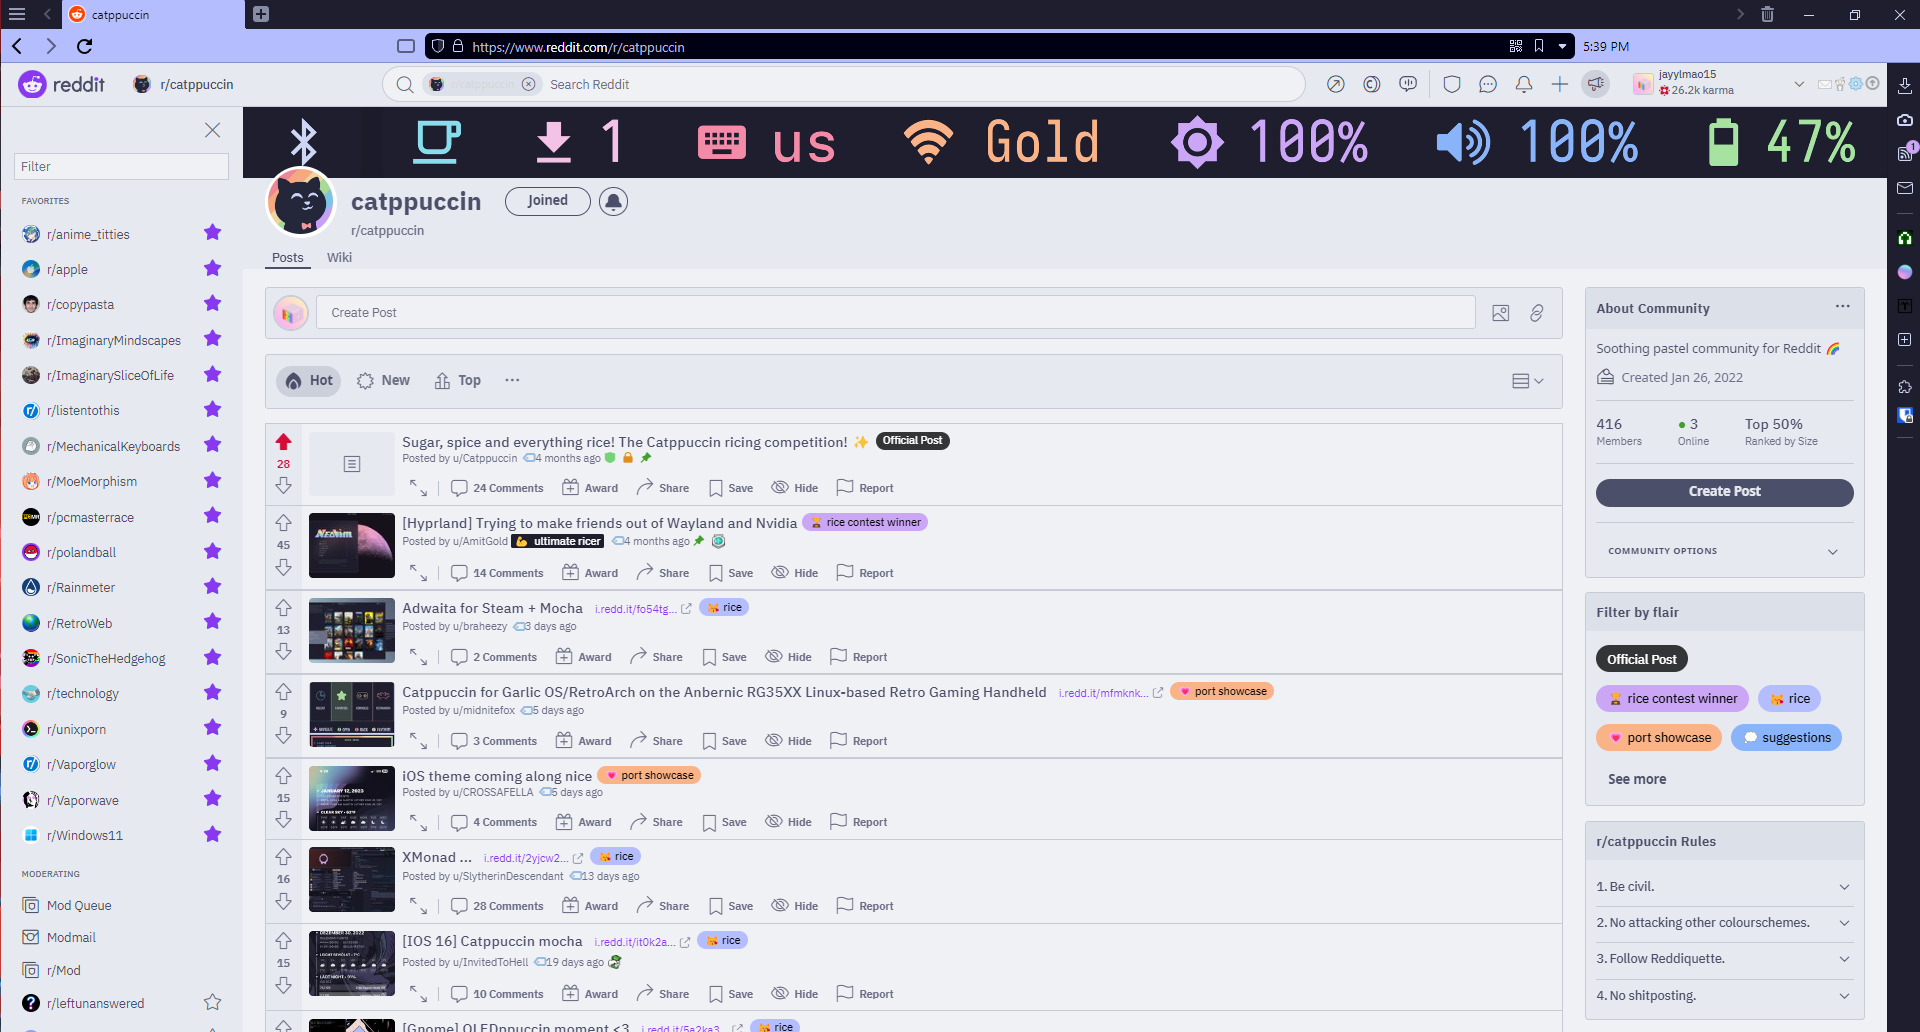 catppuccin
https://www.reddit.com/r/catppuccin
5:39 PM
reddit
r/catppuccin
r/catppuccin
Search Reddit
jayylmao15
26.2k karma
1
1
us
Gold
100%
100%
47%
Filter
FAVORITES
r/anime_titties
r/apple
r/copypasta
r/ImaginaryMindscapes
r/ImaginarySliceOfLife
r/listentothis
r/MechanicalKeyboards
r/MoeMorphism
r/pcmasterrace
r/polandball
r/Rainmeter
r/RetroWeb
r/SonicTheHedgehog
r/technology
r/unixporn
r/Vaporglow
r/Vaporwave
r/Windows11
MODERATING
Mod Queue
Modmail
r/Mod
r/leftunanswered
catppuccin
Joined
r/catppuccin
Posts
Wiki
Create Post
Hot
New
Top
28
Sugar, spice and everything rice! The Catppuccin ricing competition! ✨ Official Post
Posted by u/Catppuccin 4 months ago
24 Comments Award Share Save Hide Report
45
[Hyprland] Trying to make friends out of Wayland and Nvidia rice contest winner
Posted by u/AmitGold 💪 ultimate ricer 4 months ago
14 Comments Award Share Save Hide Report
13
Adwaita for Steam + Mocha i.redd.it/fo54tg... rice
Posted by u/braheezy 3 days ago
2 Comments Award Share Save Hide Report
9
Catppuccin for Garlic OS/RetroArch on the Anbernic RG35XX Linux-based Retro Gaming Handheld i.redd.it/mfmknk... port showcase
Posted by u/midnitefox 5 days ago
3 Comments Award Share Save Hide Report
15
iOS theme coming along nice port showcase
Posted by u/CROSSAFELLA 5 days ago
4 Comments Award Share Save Hide Report
16
XMonad ... i.redd.it/2yjcw2... rice
Posted by u/SlytherinDescendant 13 days ago
28 Comments Award Share Save Hide Report
15
[IOS 16] Catppuccin mocha i.redd.it/it0k2a... rice
Posted by u/InvitedToHell 19 days ago
10 Comments Award Share Save Hide Report
[Gnome] OLEDppuccin moment <3 i.redd.it/5a2ka3... rice
About Community
Soothing pastel community for Reddit 🌈
Created Jan 26, 2022
416 3 Top 50%
Members Online Ranked by Size
Create Post
COMMUNITY OPTIONS
Filter by flair
Official Post
rice contest winner
rice
port showcase
suggestions
See more
r/catppuccin Rules
1. Be civil.
2. No attacking other colourschemes.
3. Follow Reddiquette.
4. No shitposting.